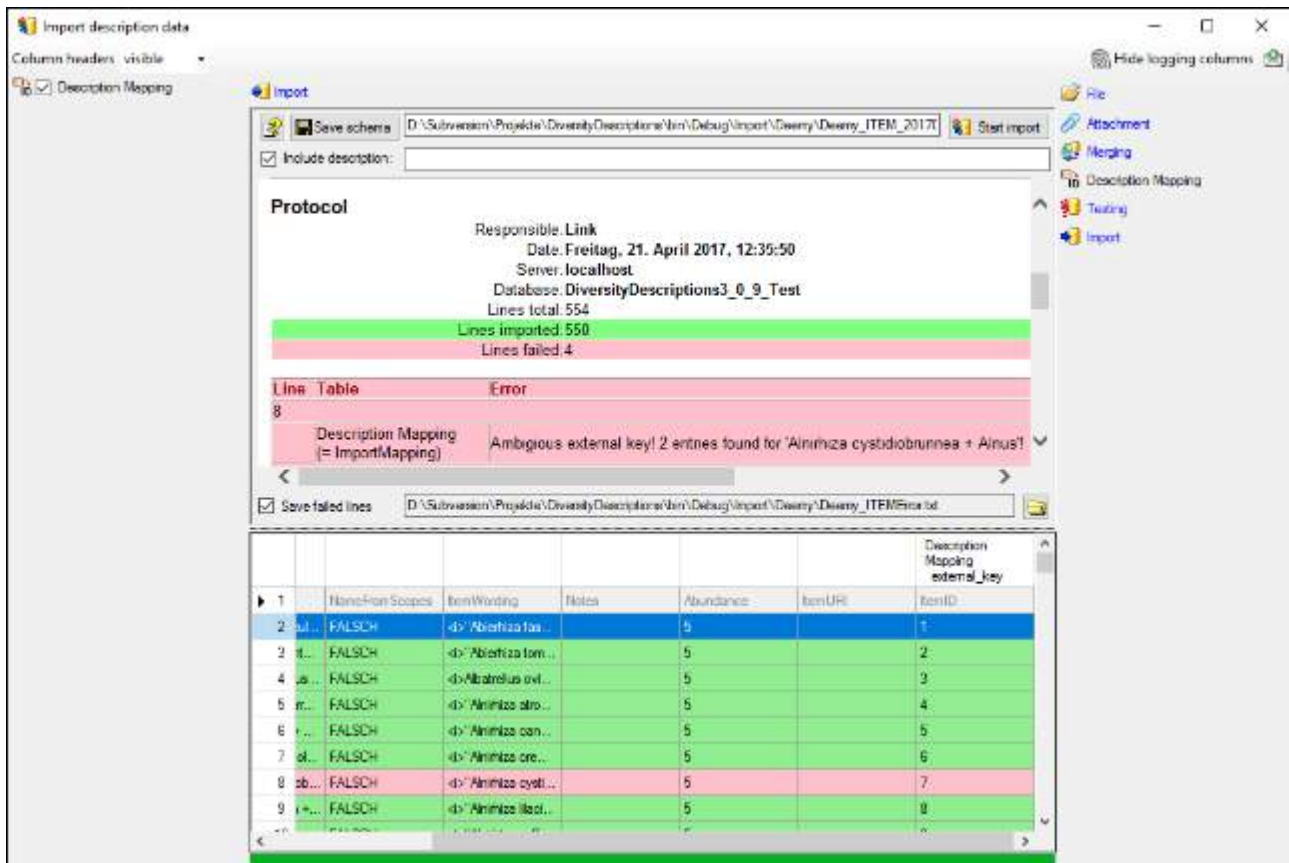 Import description data
Column headers visible
Hide logging columns
Description Mapping
Import
File
Save schema D:\Subversion\Projekte\DiversityDescriptions\bin\Debug\Import\Deemy\Deemy_ITEM_2017 Start import
Attachment
Include description:
Merging
Description Mapping
Protocol
Testing
Import
Responsible: Link
Date: Freitag, 21. April 2017, 12:35:50
Server: localhost
Database: DiversityDescriptions3_0_9_Test
Lines total: 554
Lines imported: 550
Lines failed: 4
Line Table Error
8
Description Mapping
(= ImportMapping)
Ambigious external key! 2 entries found for 'Alnirhiza cystidiobrunnea + Alnus'!
Save failed lines D:\Subversion\Projekte\DiversityDescriptions\bin\Debug\Import\Deemy\Deemy_ITEMError.txt
Description
Mapping
external_key
1 NameFromScopes ItemWording Notes Abundance ItemURI ItemID
2 FALSCH 5 1
3 FALSCH 5 2
4 FALSCH <i>Albatrellus ovi... 5 3
5 FALSCH 5 4
6 FALSCH 5 5
7 FALSCH 5 6
8 FALSCH 5 7
9 FALSCH 5 8